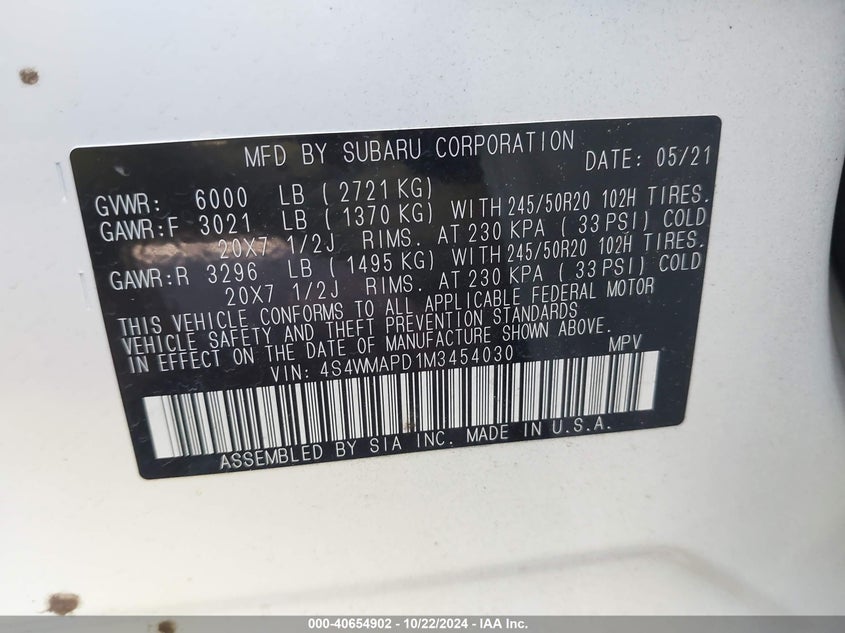 MFD BY SUBARU CORPORATION DATE: 05/21
GVWR: 6000 LB ( 2721 KG)
GAWR:F 3021 LB ( 1370 KG) WITH 245/50R20 102H TIRES.
20X7 1/2J RIMS. AT 230 KPA ( 33 PSI) COLD
GAWR:R 3296 LB ( 1495 KG) WITH 245/50R20 102H TIRES.
20X7 1/2J RIMS. AT 230 KPA ( 33 PSI) COLD
THIS VEHICLE CONFORMS TO ALL APPLICABLE FEDERAL MOTOR
VEHICLE SAFETY AND THEFT PREVENTION STANDARDS
IN EFFECT ON THE DATE OF MANUFACTURE SHOWN ABOVE.
VIN: 4S4WMAPD1M3454030 MPV
ASSEMBLED BY SIA INC. MADE IN U.S.A.
000-40654902 - 10/22/2024 - IAA Inc.